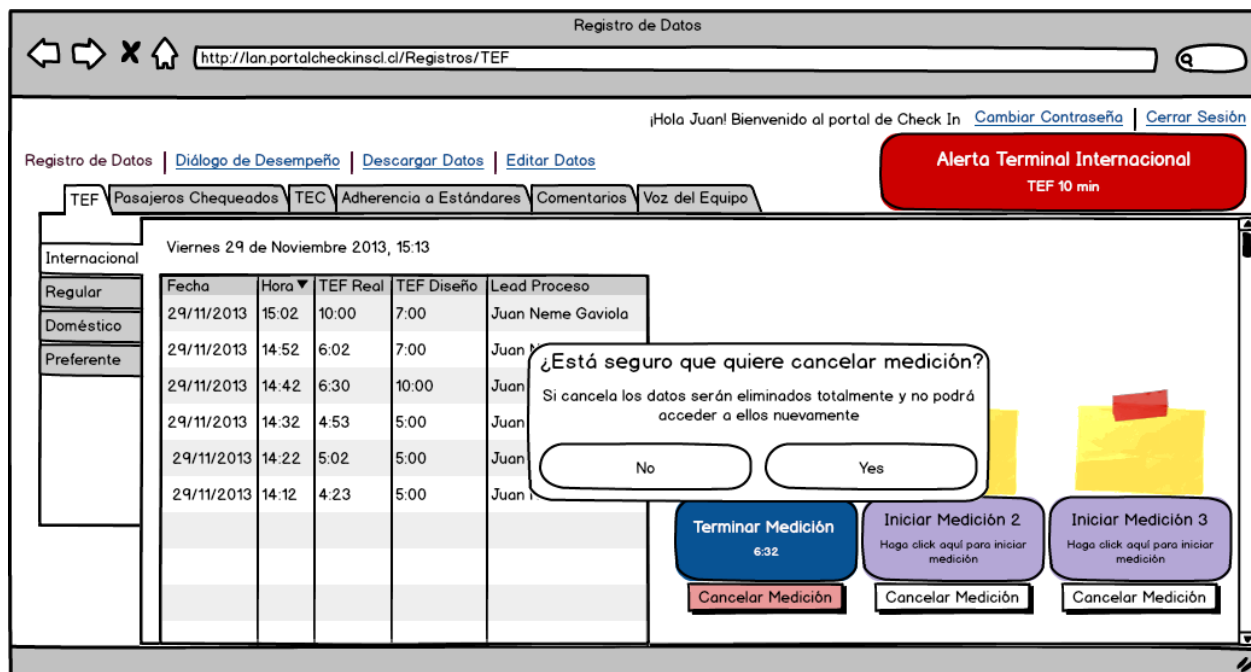 Registro de Datos
http://lan.portalcheckinscl.cl/Registros/TEF
¡Hola Juan! Bienvenido al portal de Check In Cambiar Contraseña | Cerrar Sesión
Registro de Datos | Diálogo de Desempeño | Descargar Datos | Editar Datos
Alerta Terminal Internacional
TEF 10 min
TEF Pasajeros Chequeados TEC Adherencia a Estándares Comentarios Voz del Equipo
Internacional
Regular
Doméstico
Preferente
Viernes 29 de Noviembre 2013, 15:13
Fecha Hora▼ TEF Real TEF Diseño Lead Proceso
29/11/2013 15:02 10:00 7:00 Juan Neme Gaviola
29/11/2013 14:52 6:02 7:00 Juan
29/11/2013 14:42 6:30 10:00 Juan
29/11/2013 14:32 4:53 5:00 Juan
29/11/2013 14:22 5:02 5:00 Juan
29/11/2013 14:12 4:23 5:00 Juan
¿Está seguro que quiere cancelar medición?
Si cancela los datos serán eliminados totalmente y no podrá
acceder a ellos nuevamente
No Yes
Terminar Medición
6:32
Cancelar Medición
Iniciar Medición 2
Haga click aquí para iniciar
medición
Cancelar Medición
Iniciar Medición 3
Haga click aquí para iniciar
medición
Cancelar Medición